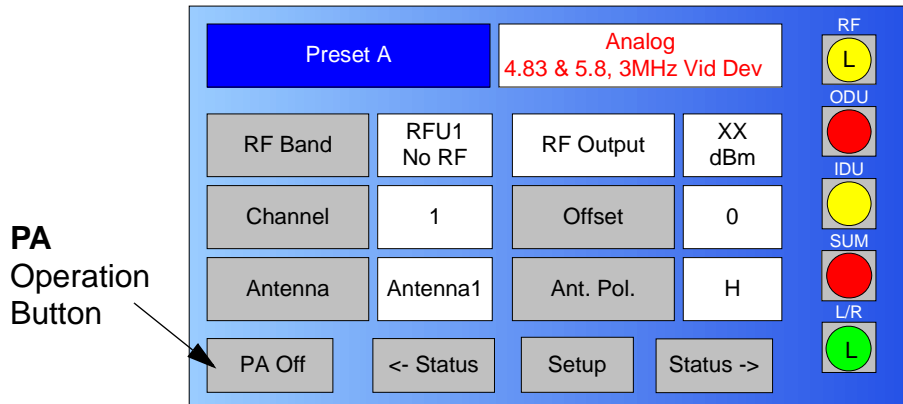 Preset A
Analog
4.83 & 5.8, 3MHz Vid Dev
RF
L
ODU
RF Band
RFU1
No RF
RF Output
XX
dBm
IDU
Channel
1
Offset
0
SUM
PA
Operation
Button
Antenna
Antenna1
Ant. Pol.
H
L/R
L
PA Off
<- Status
Setup
Status ->